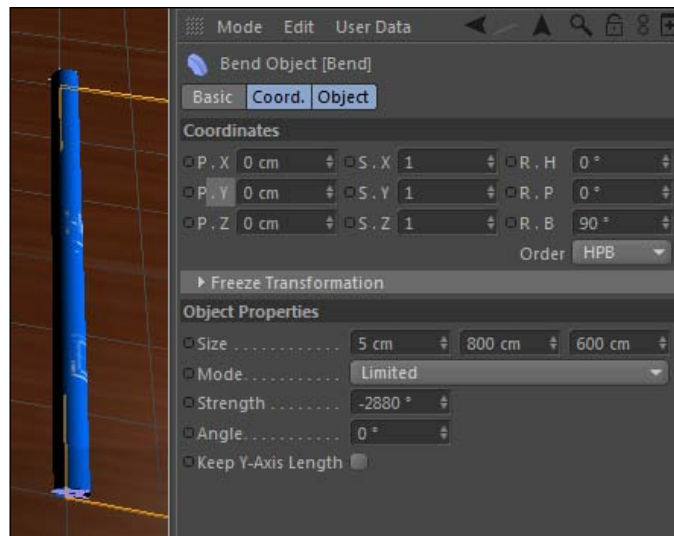 Mode Edit User Data
Bend Object [Bend]
Basic Coord. Object
Coordinates
P . X 0 cm S . X 1 R . H 0 °
P . Y 0 cm S . Y 1 R . P 0 °
P . Z 0 cm S . Z 1 R . B 90 °
Order HPB
Freeze Transformation
Object Properties
Size . . . . . . . . . . . . 5 cm 800 cm 600 cm
Mode. . . . . . . . . . . Limited
Strength . . . . . . . . -2880 °
Angle. . . . . . . . . . . 0 °
Keep Y-Axis Length